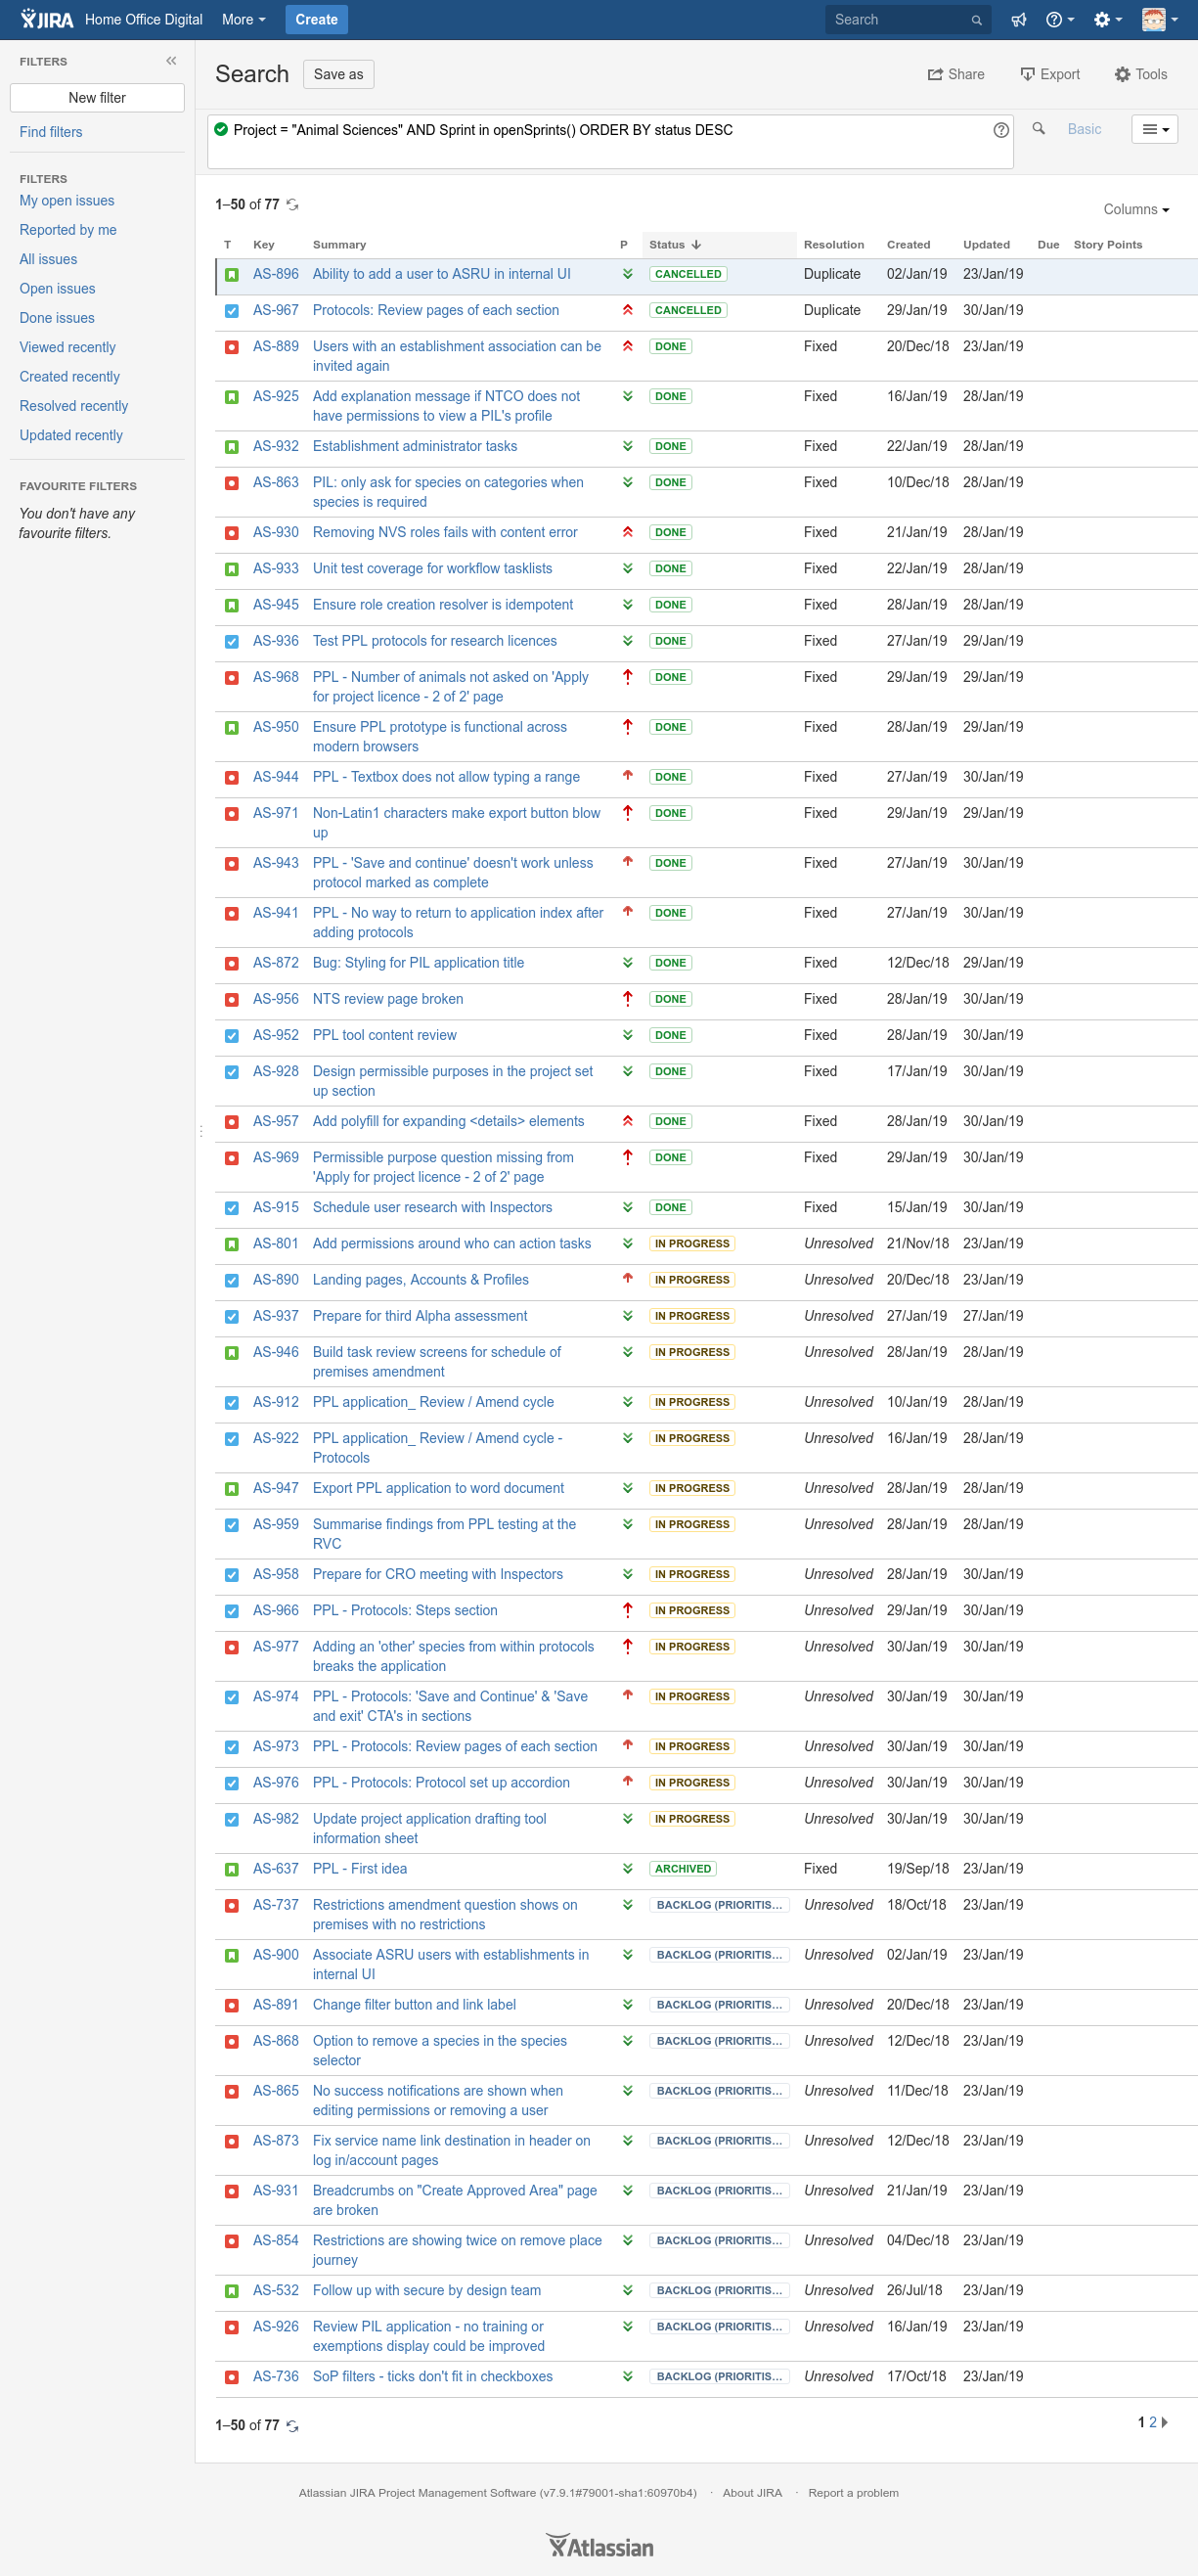 JIRA Home Office Digital More Create Search
FILTERS
New filter
Find filters
FILTERS
My open issues
Reported by me
All issues
Open issues
Done issues
Viewed recently
Created recently
Resolved recently
Updated recently
FAVOURITE FILTERS
You don't have any
favourite filters.
Search Save as Share Export Tools
Project = "Animal Sciences" AND Sprint in openSprints() ORDER BY status DESC Basic
1–50 of 77
Columns
T Key Summary P Status Resolution Created Updated Due Story Points
AS-896 Ability to add a user to ASRU in internal UI CANCELLED Duplicate 02/Jan/19 23/Jan/19
AS-967 Protocols: Review pages of each section CANCELLED Duplicate 29/Jan/19 30/Jan/19
AS-889 Users with an establishment association can be DONE Fixed 20/Dec/18 23/Jan/19
invited again
AS-925 Add explanation message if NTCO does not DONE Fixed 16/Jan/19 28/Jan/19
have permissions to view a PIL's profile
AS-932 Establishment administrator tasks DONE Fixed 22/Jan/19 28/Jan/19
AS-863 PIL: only ask for species on categories when DONE Fixed 10/Dec/18 28/Jan/19
species is required
AS-930 Removing NVS roles fails with content error DONE Fixed 21/Jan/19 28/Jan/19
AS-933 Unit test coverage for workflow tasklists DONE Fixed 22/Jan/19 28/Jan/19
AS-945 Ensure role creation resolver is idempotent DONE Fixed 28/Jan/19 28/Jan/19
AS-936 Test PPL protocols for research licences DONE Fixed 27/Jan/19 29/Jan/19
AS-968 PPL - Number of animals not asked on 'Apply DONE Fixed 29/Jan/19 29/Jan/19
for project licence - 2 of 2' page
AS-950 Ensure PPL prototype is functional across DONE Fixed 28/Jan/19 29/Jan/19
modern browsers
AS-944 PPL - Textbox does not allow typing a range DONE Fixed 27/Jan/19 30/Jan/19
AS-971 Non-Latin1 characters make export button blow DONE Fixed 29/Jan/19 29/Jan/19
up
AS-943 PPL - 'Save and continue' doesn't work unless DONE Fixed 27/Jan/19 30/Jan/19
protocol marked as complete
AS-941 PPL - No way to return to application index after DONE Fixed 27/Jan/19 30/Jan/19
adding protocols
AS-872 Bug: Styling for PIL application title DONE Fixed 12/Dec/18 29/Jan/19
AS-956 NTS review page broken DONE Fixed 28/Jan/19 30/Jan/19
AS-952 PPL tool content review DONE Fixed 28/Jan/19 30/Jan/19
AS-928 Design permissible purposes in the project set DONE Fixed 17/Jan/19 30/Jan/19
up section
AS-957 Add polyfill for expanding <details> elements DONE Fixed 28/Jan/19 30/Jan/19
AS-969 Permissible purpose question missing from DONE Fixed 29/Jan/19 30/Jan/19
'Apply for project licence - 2 of 2' page
AS-915 Schedule user research with Inspectors DONE Fixed 15/Jan/19 30/Jan/19
AS-801 Add permissions around who can action tasks IN PROGRESS Unresolved 21/Nov/18 23/Jan/19
AS-890 Landing pages, Accounts & Profiles IN PROGRESS Unresolved 20/Dec/18 23/Jan/19
AS-937 Prepare for third Alpha assessment IN PROGRESS Unresolved 27/Jan/19 27/Jan/19
AS-946 Build task review screens for schedule of IN PROGRESS Unresolved 28/Jan/19 28/Jan/19
premises amendment
AS-912 PPL application_ Review / Amend cycle IN PROGRESS Unresolved 10/Jan/19 28/Jan/19
AS-922 PPL application_ Review / Amend cycle - IN PROGRESS Unresolved 16/Jan/19 28/Jan/19
Protocols
AS-947 Export PPL application to word document IN PROGRESS Unresolved 28/Jan/19 28/Jan/19
AS-959 Summarise findings from PPL testing at the IN PROGRESS Unresolved 28/Jan/19 28/Jan/19
RVC
AS-958 Prepare for CRO meeting with Inspectors IN PROGRESS Unresolved 28/Jan/19 30/Jan/19
AS-966 PPL - Protocols: Steps section IN PROGRESS Unresolved 29/Jan/19 30/Jan/19
AS-977 Adding an 'other' species from within protocols IN PROGRESS Unresolved 30/Jan/19 30/Jan/19
breaks the application
AS-974 PPL - Protocols: 'Save and Continue' & 'Save IN PROGRESS Unresolved 30/Jan/19 30/Jan/19
and exit' CTA's in sections
AS-973 PPL - Protocols: Review pages of each section IN PROGRESS Unresolved 30/Jan/19 30/Jan/19
AS-976 PPL - Protocols: Protocol set up accordion IN PROGRESS Unresolved 30/Jan/19 30/Jan/19
AS-982 Update project application drafting tool IN PROGRESS Unresolved 30/Jan/19 30/Jan/19
information sheet
AS-637 PPL - First idea ARCHIVED Fixed 19/Sep/18 23/Jan/19
AS-737 Restrictions amendment question shows on BACKLOG (PRIORITIS... Unresolved 18/Oct/18 23/Jan/19
premises with no restrictions
AS-900 Associate ASRU users with establishments in BACKLOG (PRIORITIS... Unresolved 02/Jan/19 23/Jan/19
internal UI
AS-891 Change filter button and link label BACKLOG (PRIORITIS... Unresolved 20/Dec/18 23/Jan/19
AS-868 Option to remove a species in the species BACKLOG (PRIORITIS... Unresolved 12/Dec/18 23/Jan/19
selector
AS-865 No success notifications are shown when BACKLOG (PRIORITIS... Unresolved 11/Dec/18 23/Jan/19
editing permissions or removing a user
AS-873 Fix service name link destination in header on BACKLOG (PRIORITIS... Unresolved 12/Dec/18 23/Jan/19
log in/account pages
AS-931 Breadcrumbs on "Create Approved Area" page BACKLOG (PRIORITIS... Unresolved 21/Jan/19 23/Jan/19
are broken
AS-854 Restrictions are showing twice on remove place BACKLOG (PRIORITIS... Unresolved 04/Dec/18 23/Jan/19
journey
AS-532 Follow up with secure by design team BACKLOG (PRIORITIS... Unresolved 26/Jul/18 23/Jan/19
AS-926 Review PIL application - no training or BACKLOG (PRIORITIS... Unresolved 16/Jan/19 23/Jan/19
exemptions display could be improved
AS-736 SoP filters - ticks don't fit in checkboxes BACKLOG (PRIORITIS... Unresolved 17/Oct/18 23/Jan/19
1–50 of 77 1 2
Atlassian JIRA Project Management Software (v7.9.1#79001-sha1:60970b4) · About JIRA · Report a problem
Atlassian